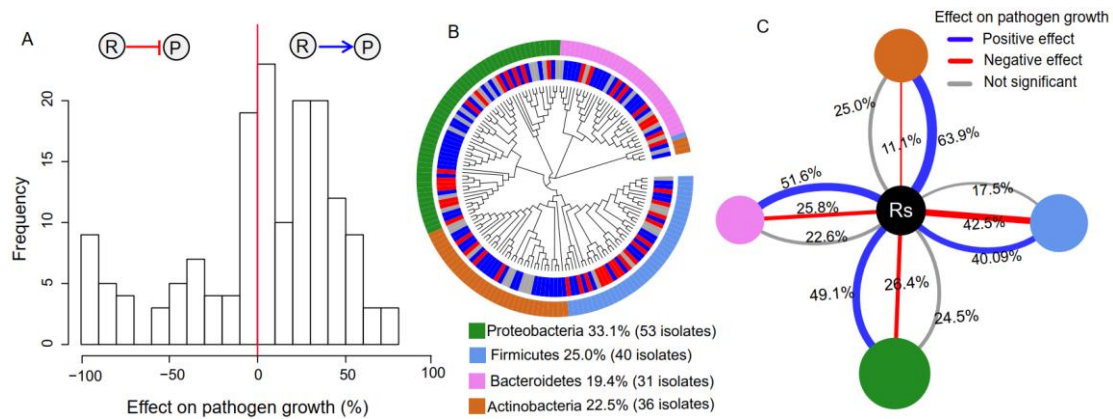 A
R
P
R
P
Frequency
0
5
10
15
20
−100
−50
0
50
100
Effect on pathogen growth (%)
B
Proteobacteria 33.1% (53 isolates)
Firmicutes 25.0% (40 isolates)
Bacteroidetes 19.4% (31 isolates)
Actinobacteria 22.5% (36 isolates)
C
Effect on pathogen growth
Positive effect
Negative effect
Not significant
25.0%
11.1%
63.9%
51.6%
25.8%
22.6%
Rs
17.5%
42.5%
40.09%
49.1%
26.4%
24.5%